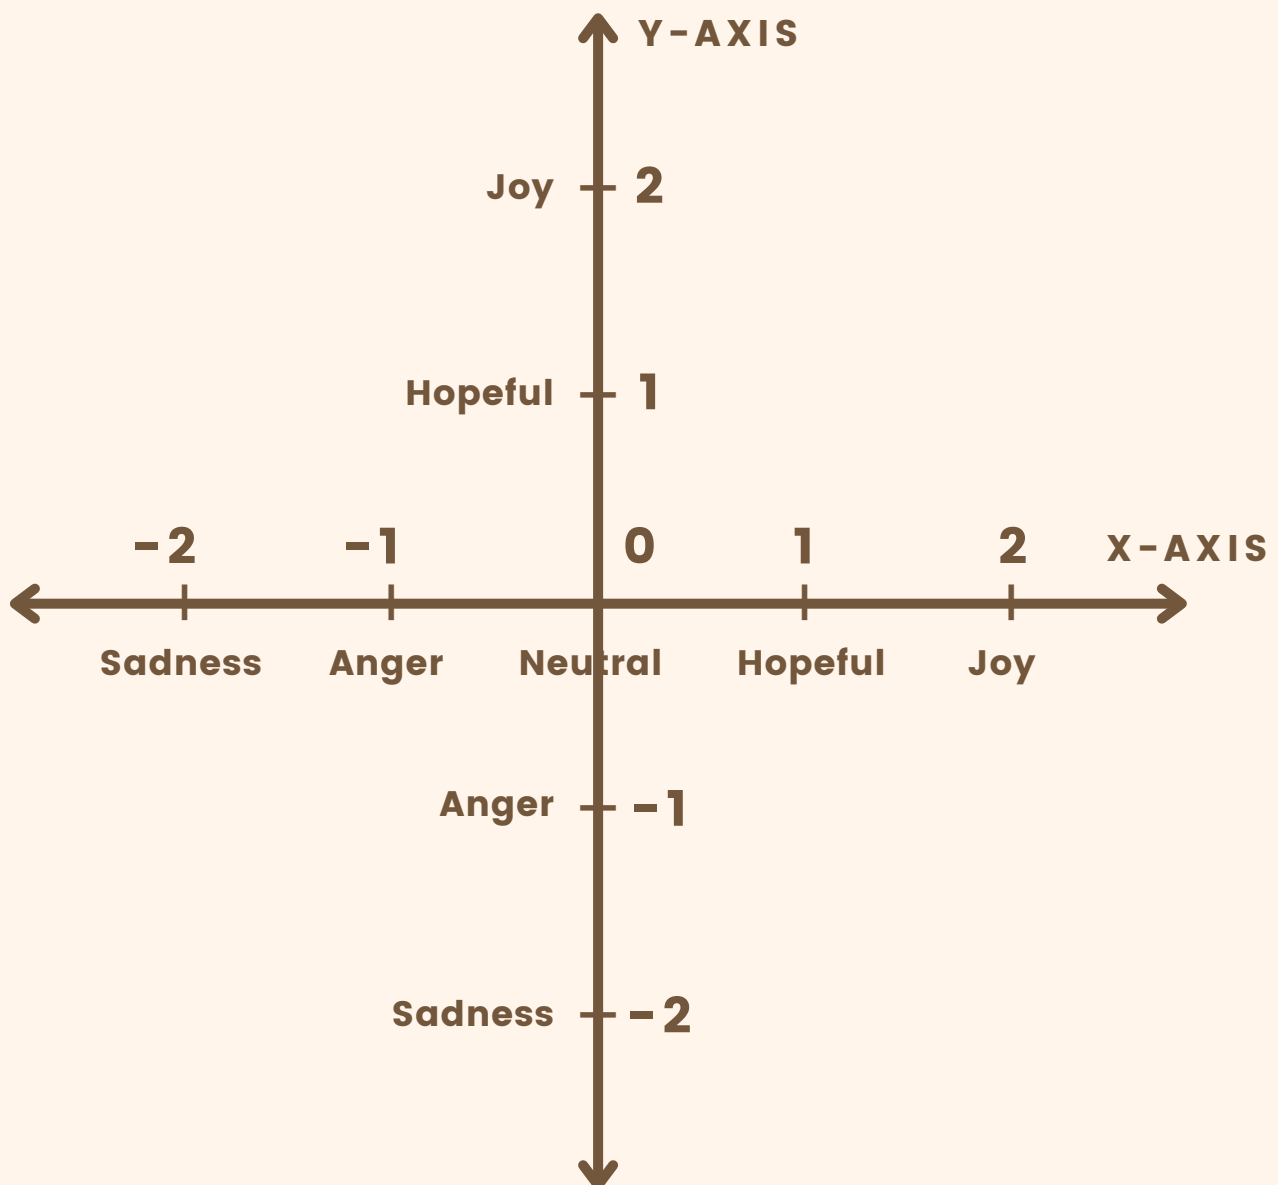 Y-AXIS
Joy 2
Hopeful 1
-2 -1 0 1 2 X-AXIS
Sadness Anger Neutral Hopeful Joy
Anger -1
Sadness -2